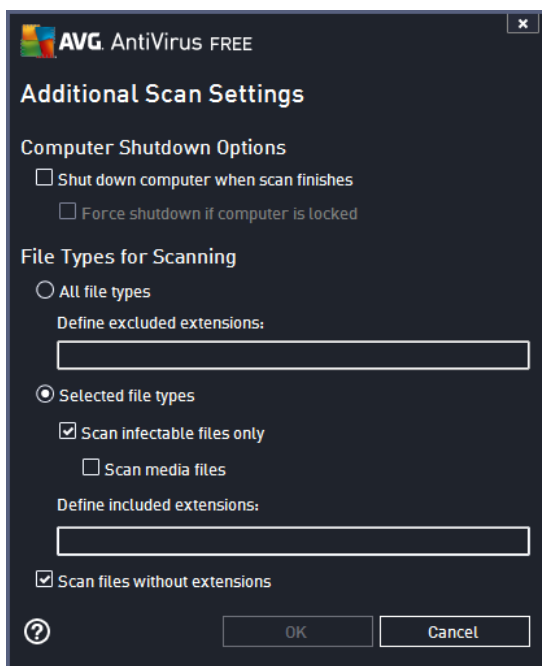 AVG. AntiVirus FREE
Additional Scan Settings
Computer Shutdown Options
Shut down computer when scan finishes
Force shutdown if computer is locked
File Types for Scanning
All file types
Define excluded extensions:
Selected file types
Scan infectable files only
Scan media files
Define included extensions:
Scan files without extensions
OK Cancel